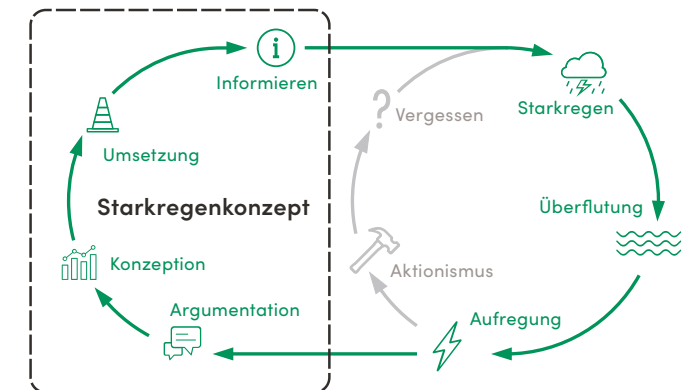 Informieren
Starkregen
Vergessen
Umsetzung
Starkregenkonzept
Überflutung
Konzeption
Aktionismus
Argumentation
Aufregung